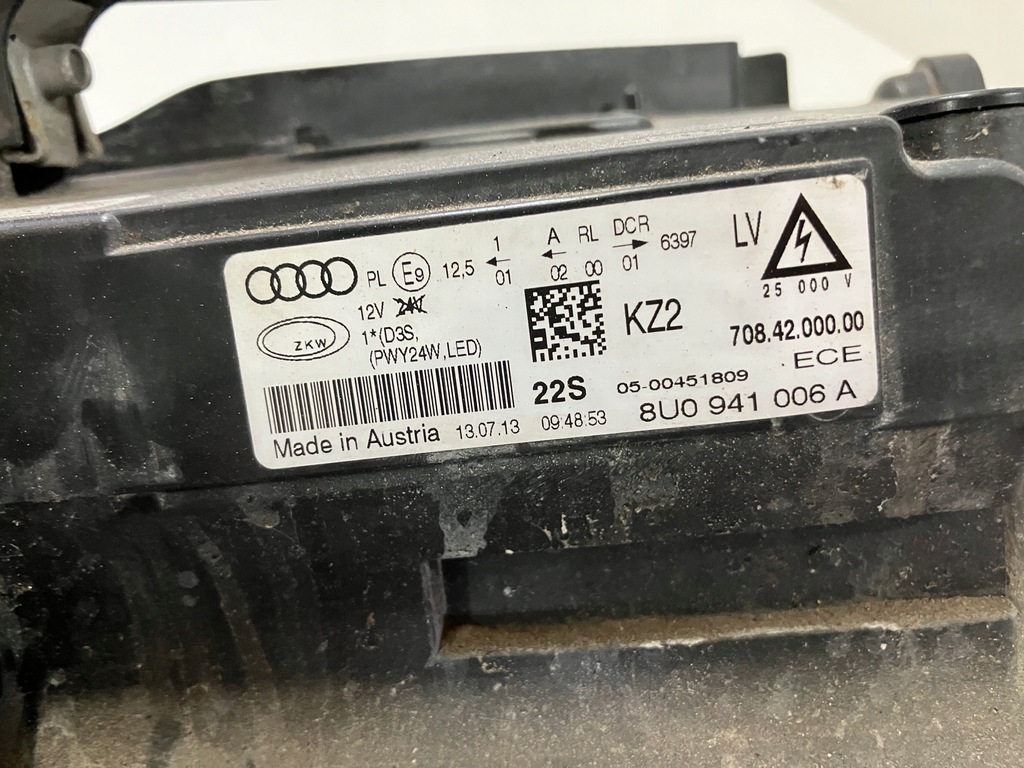 PL E9 12,5 1 01 A 02 RL 00 DCR 01 6397 LV
12V 24V
ZKW
1*(D3S,
(PWY24W,LED)
KZ2
25 000 V
708.42.000.00
ECE
22S 05-00451809
8U0 941 006 A
Made in Austria 13.07.13 09:48:53